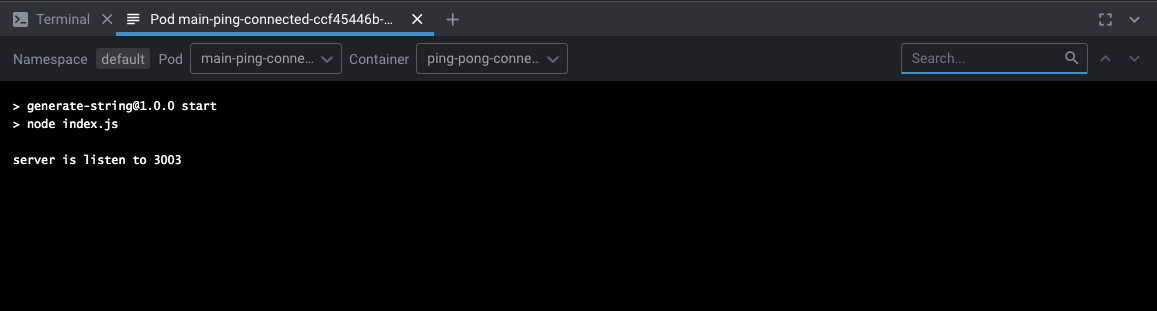 Terminal
Pod main-ping-connected-ccf45446b-...
Namespace default Pod main-ping-conne... Container ping-pong-conne... Search...
> generate-string@1.0.0 start
> node index.js
server is listen to 3003